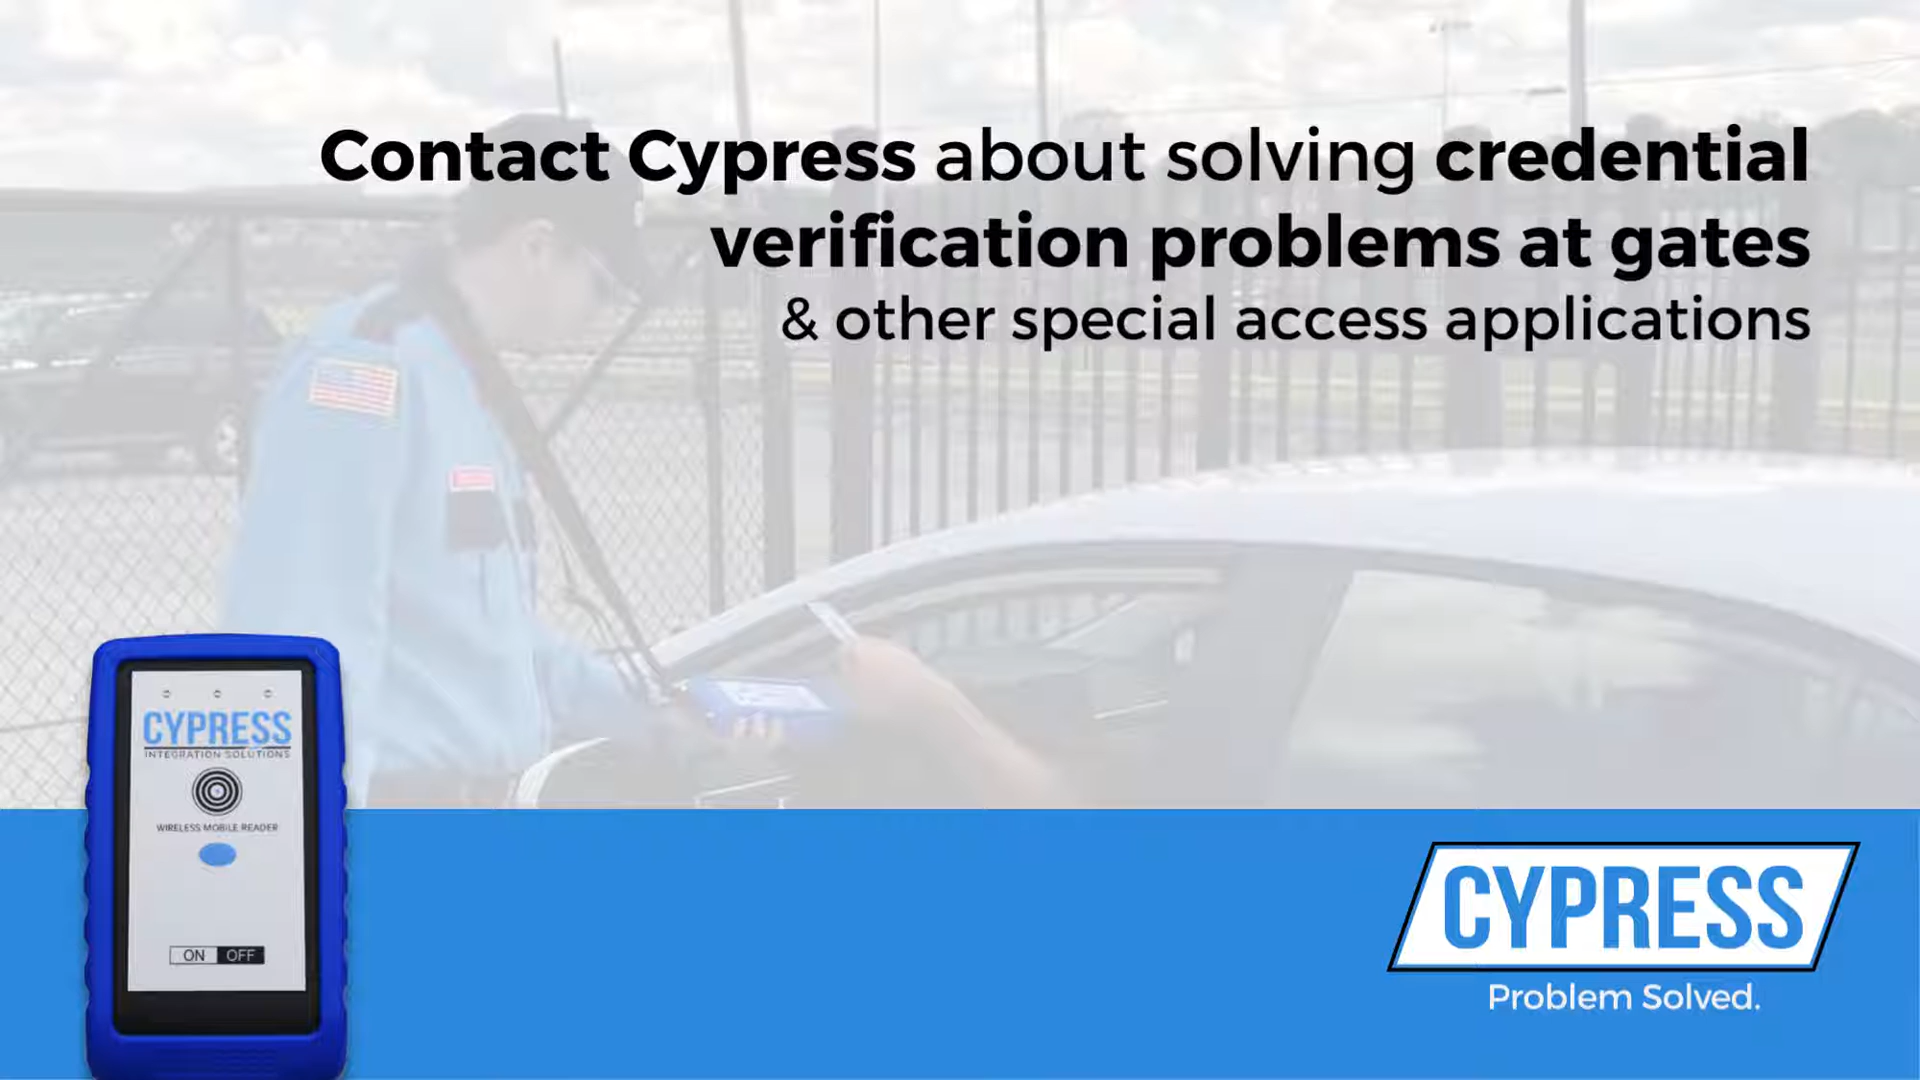 Contact Cypress about solving credential
verification problems at gates
& other special access applications
CYPRESS
INTEGRATION SOLUTIONS
WIRELESS MOBILE READER
ON OFF
CYPRESS
Problem Solved.